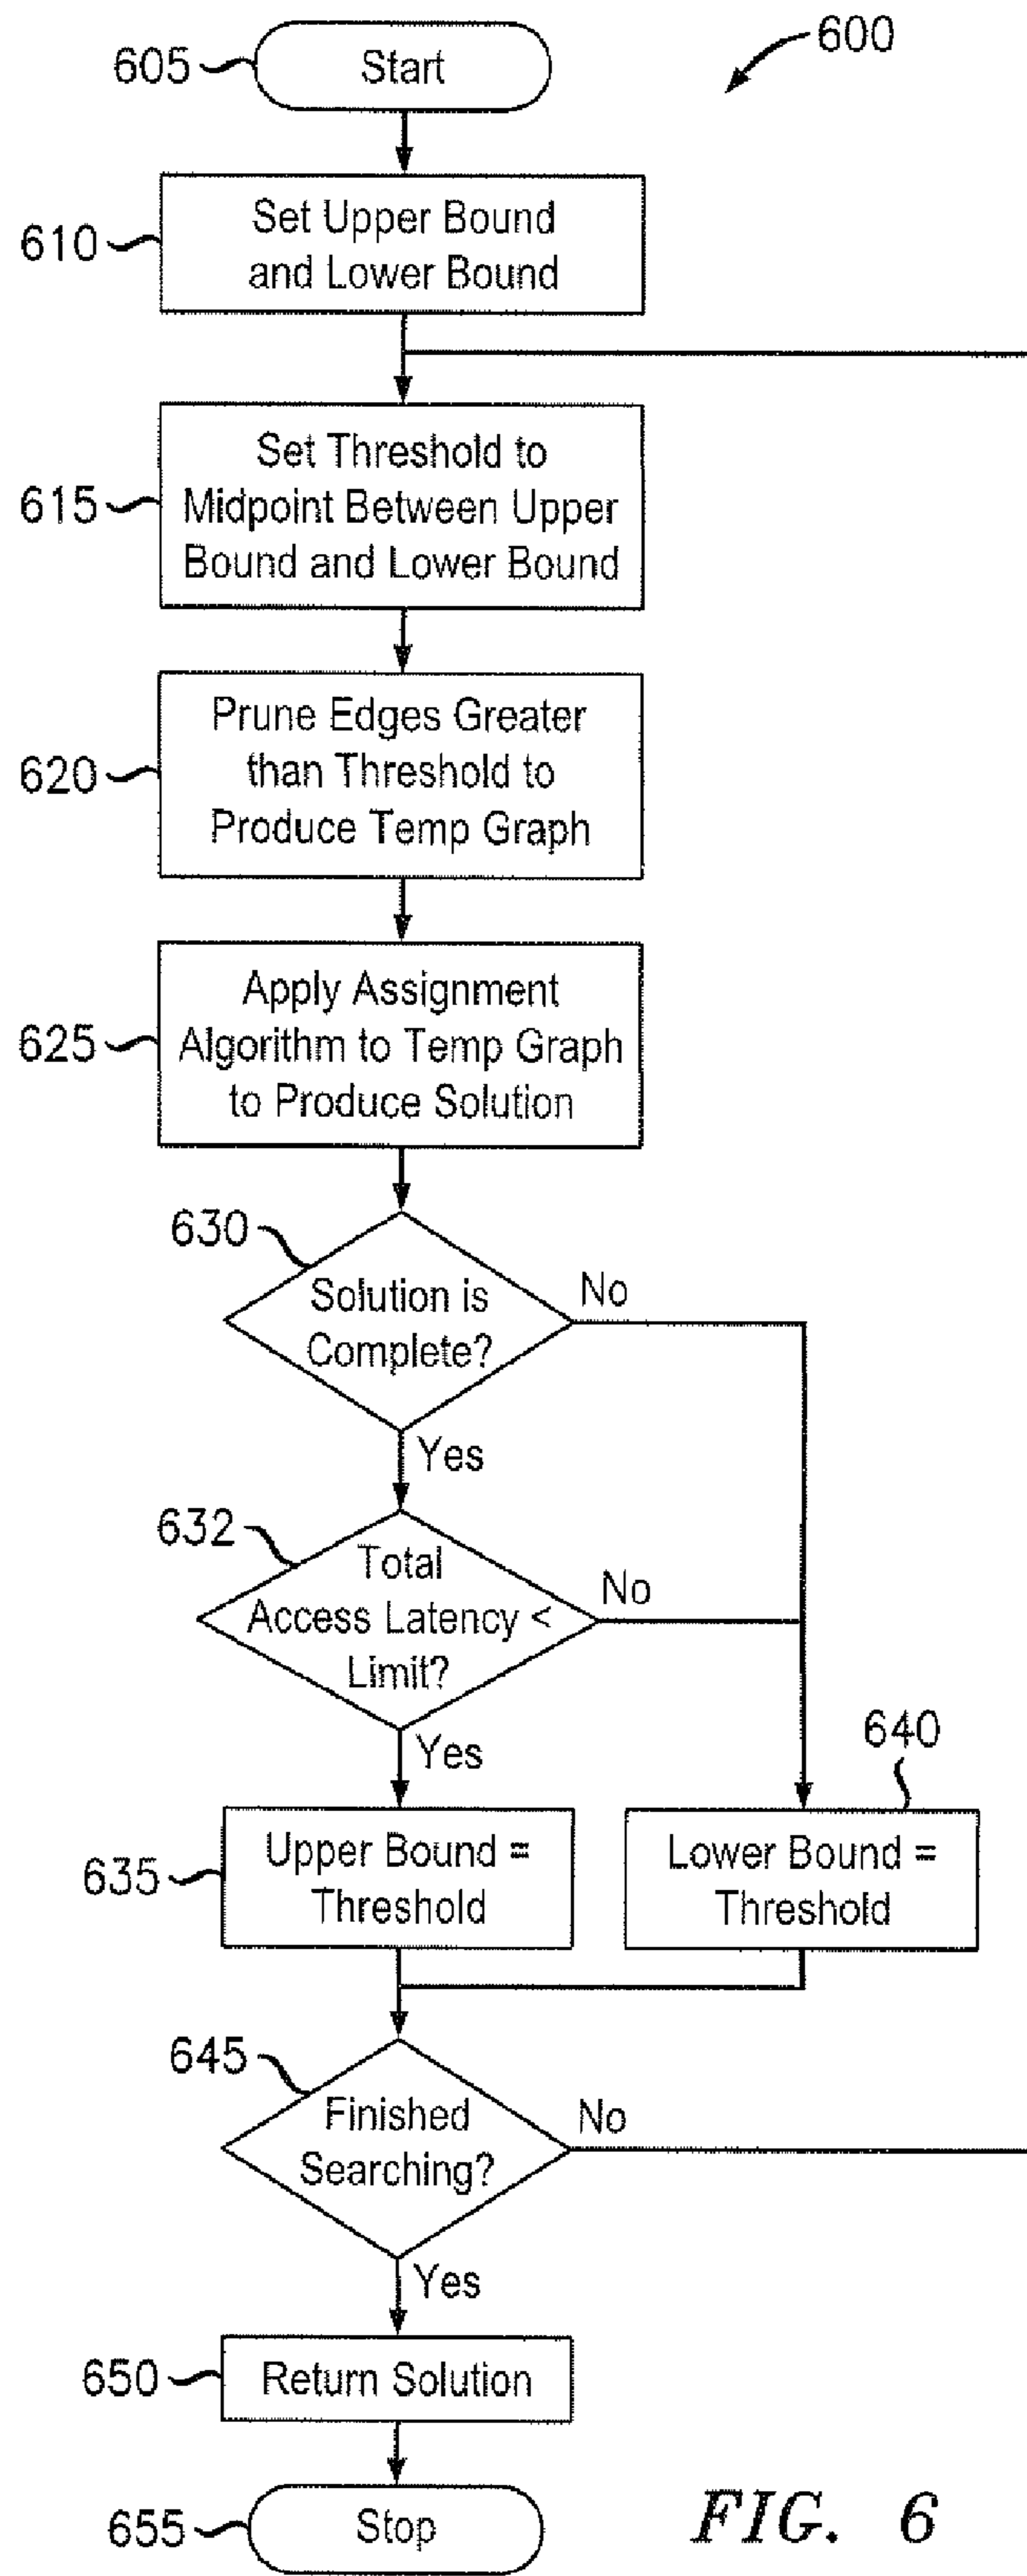 600
605
Start
610
Set Upper Bound
and Lower Bound
615
Set Threshold to
Midpoint Between Upper
Bound and Lower Bound
620
Prune Edges Greater
than Threshold to
Produce Temp Graph
625
Apply Assignment
Algorithm to Temp Graph
to Produce Solution
630
Solution is
Complete?
No
Yes
632
Total
Access Latency <
Limit?
No
Yes
635
Upper Bound =
Threshold
640
Lower Bound =
Threshold
645
Finished
Searching?
No
Yes
650
Return Solution
655
Stop
FIG. 6